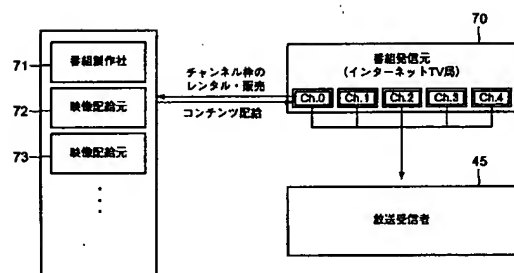 70
番組発信元
(インターネットTV局)
Ch.0 Ch.1 Ch.2 Ch.3 Ch.4
71
番組製作社
チャンネル枠の
レンタル・販売
72
映像配給元
コンテンツ配給
73
映像配給元
45
放送受信者